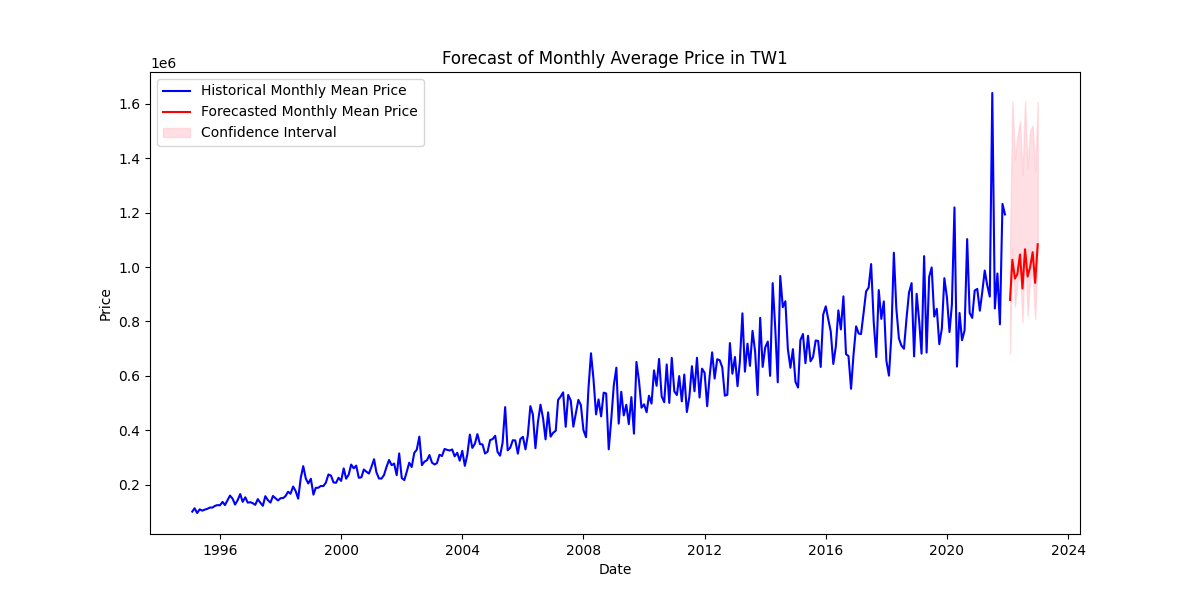 Forecast of Monthly Average Price in TW1
1e6
Historical Monthly Mean Price
Forecasted Monthly Mean Price
Confidence Interval
1.6
1.4
1.2
1.0
0.8
0.6
0.4
0.2
Price
1996 2000 2004 2008 2012 2016 2020 2024
Date